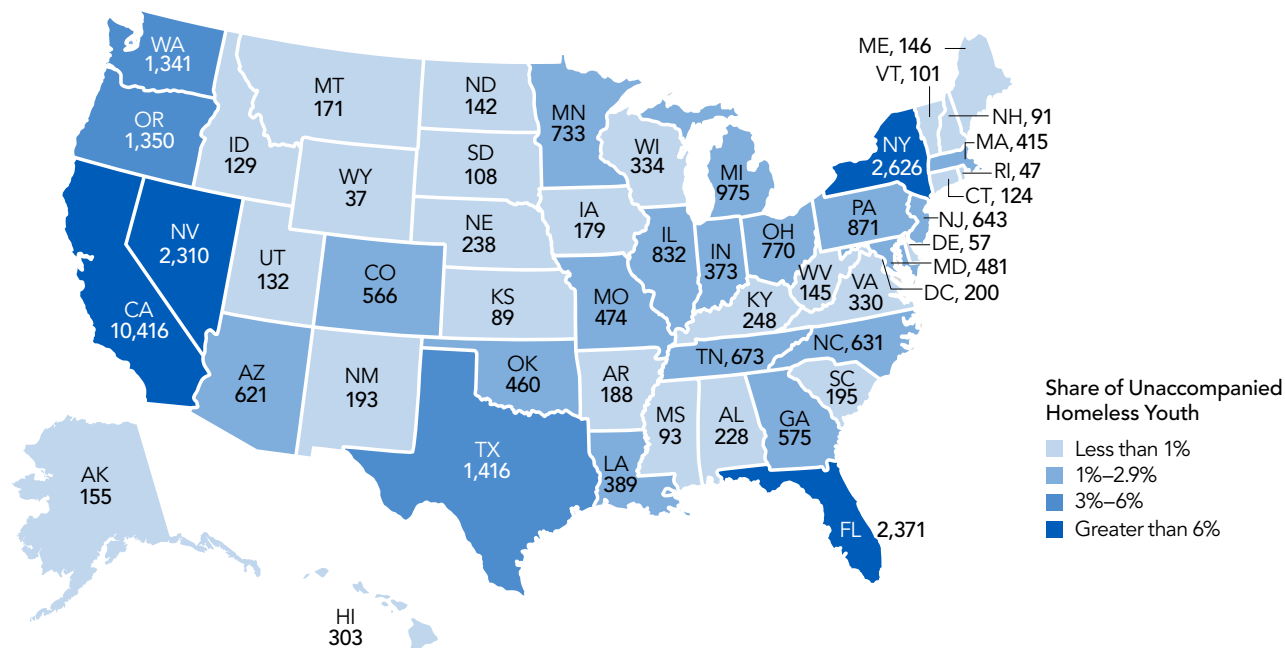 WA
1,341
OR
1,350
CA
10,416
NV
2,310
ID
129
MT
171
WY
37
UT
132
AZ
621
CO
566
NM
193
ND
142
SD
108
NE
238
KS
89
OK
460
TX
1,416
MN
733
IA
179
MO
474
AR
188
LA
389
WI
334
IL
832
MI
975
IN
373
OH
770
KY
248
TN, 673
MS
93
AL
228
GA
575
FL
2,371
SC
195
NC, 631
VA
330
WV
145
PA
871
NY
2,626
ME, 146
VT, 101
NH, 91
MA, 415
RI, 47
CT, 124
NJ, 643
DE, 57
MD, 481
DC, 200
AK
155
HI
303
Share of Unaccompanied
Homeless Youth
Less than 1%
1%–2.9%
3%–6%
Greater than 6%